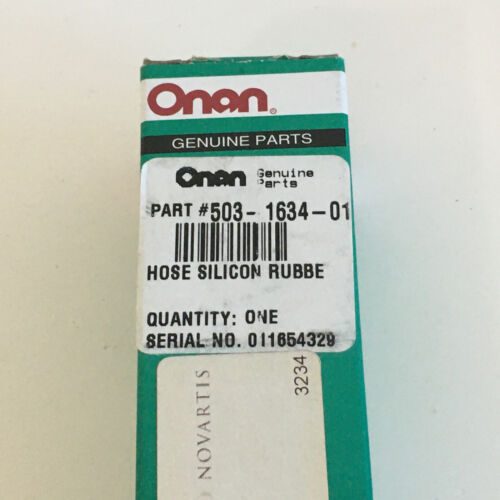 Onan®
GENUINE PARTS
Onan Genuine Parts
PART #503-1634-01
HOSE SILICON RUBBE
QUANTITY: ONE
SERIAL NO. 011654329
NOVARTIS
3234